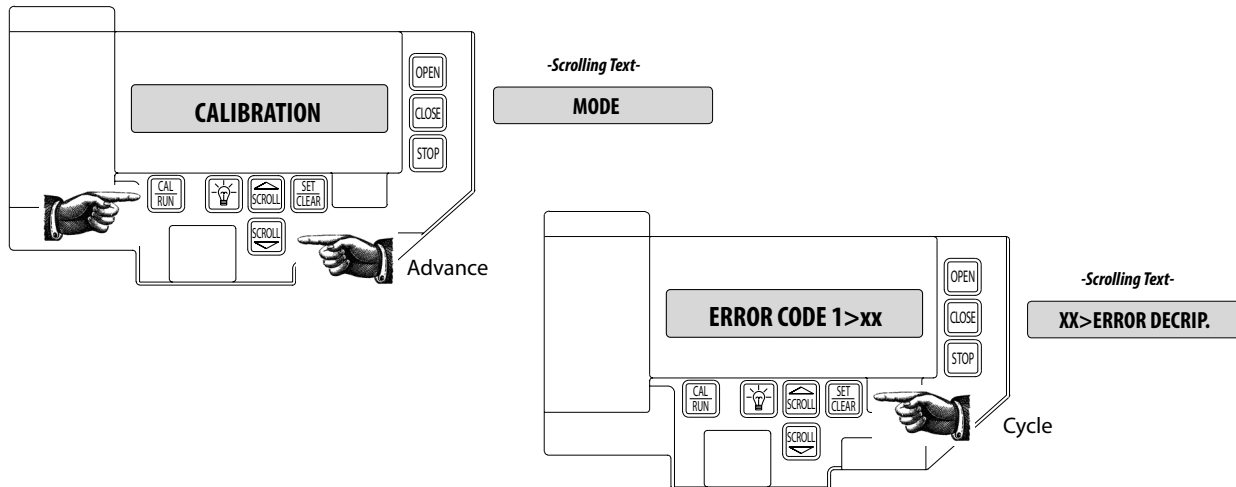 CALIBRATION
-Scrolling Text-
MODE
OPEN
CLOSE
STOP
CAL
RUN
SCROLL
SET
CLEAR
SCROLL
Advance
ERROR CODE 1>xx
-Scrolling Text-
XX>ERROR DECRIP.
OPEN
CLOSE
STOP
CAL
RUN
SCROLL
SET
CLEAR
SCROLL
Cycle